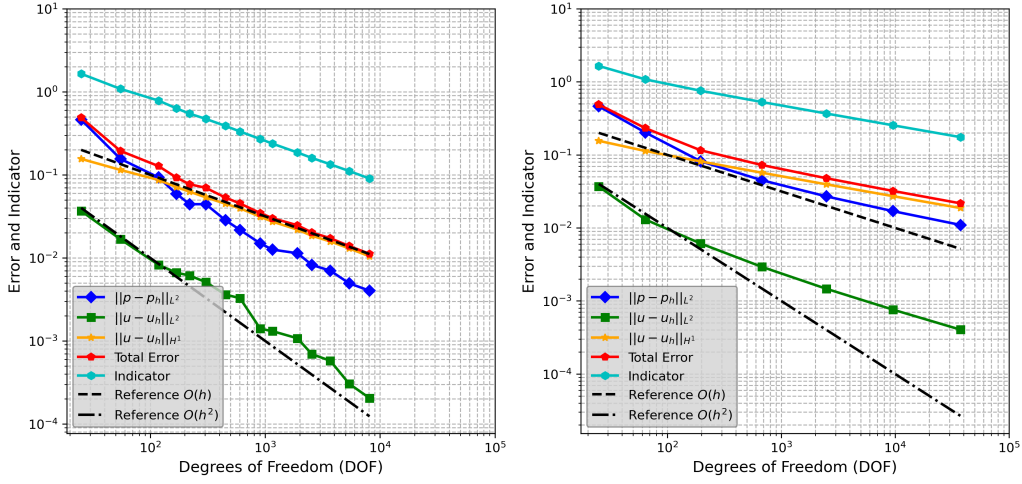 10^1
10^0
10^−1
10^−2
10^−3
10^−4
Error and Indicator
||p − p_h||_{L^2}
||u − u_h||_{L^2}
||u − u_h||_{H^1}
Total Error
Indicator
Reference O(h)
Reference O(h^2)
10^2
10^3
10^4
10^5
Degrees of Freedom (DOF)
10^1
10^0
10^−1
10^−2
10^−3
10^−4
Error and Indicator
||p − p_h||_{L^2}
||u − u_h||_{L^2}
||u − u_h||_{H^1}
Total Error
Indicator
Reference O(h)
Reference O(h^2)
10^2
10^3
10^4
10^5
Degrees of Freedom (DOF)